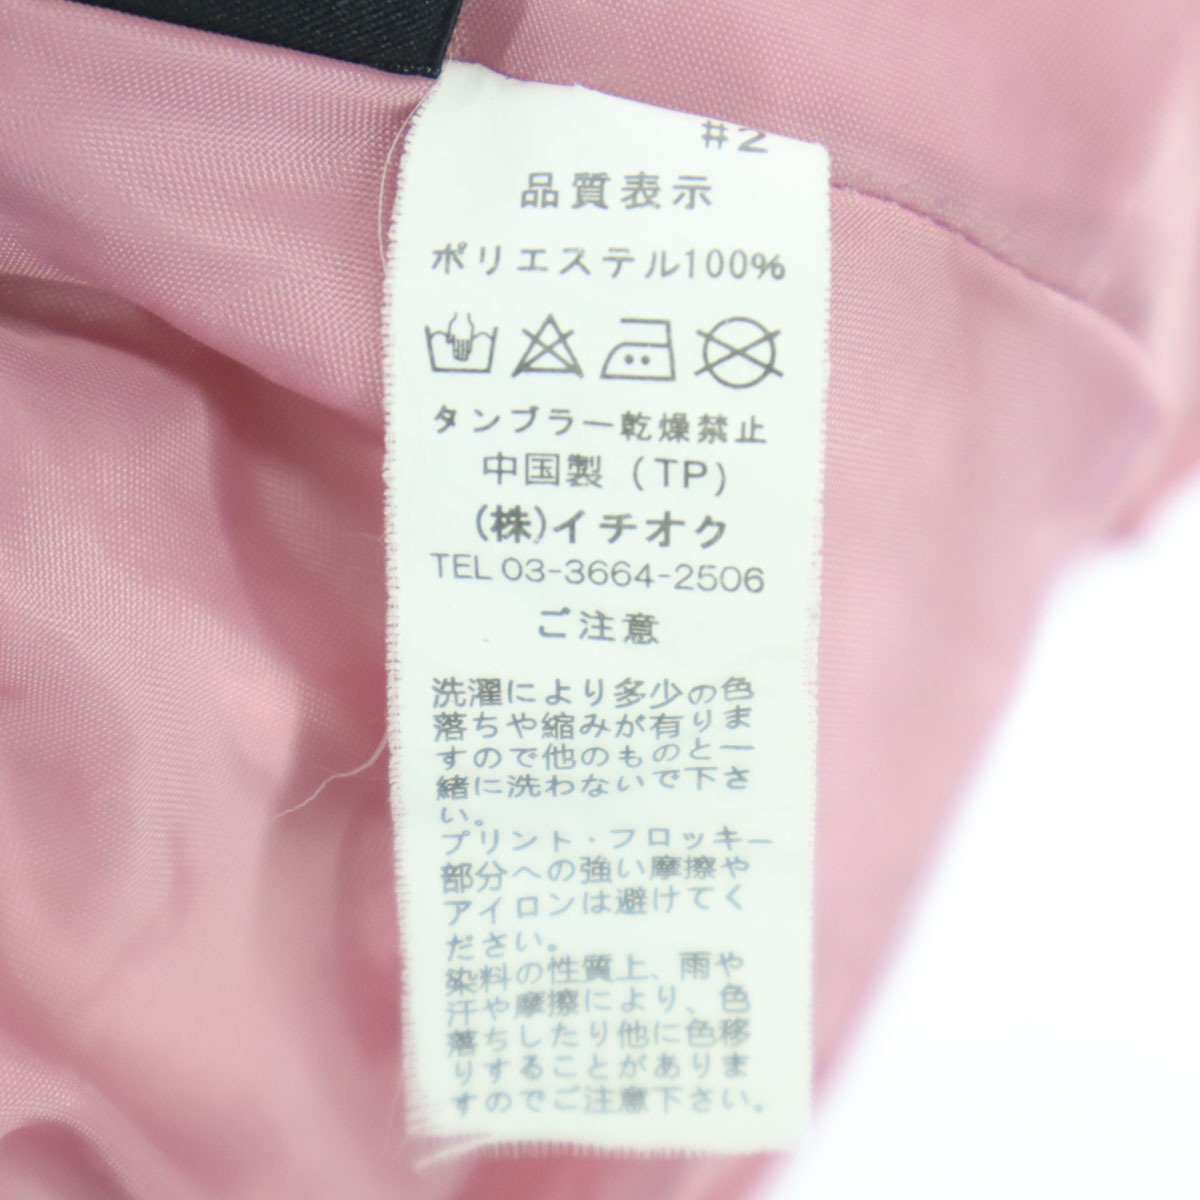 #2
品質表示
ポリエステル100%
タンブラー乾燥禁止
中国製 (TP)
(株)イチオク
TEL 03-3664-2506
ご注意
洗濯により多少の色
落ちや縮みが有りま
すので他のものと一
緒に洗わないで下さ
い。
プリント・フロッキー
部分への強い摩擦や
アイロンは避けてく
ださい。
染料の性質上、雨や
汗や摩擦により、色
落ちしたり他に色移
りすることがありま
すのでご注意下さい。